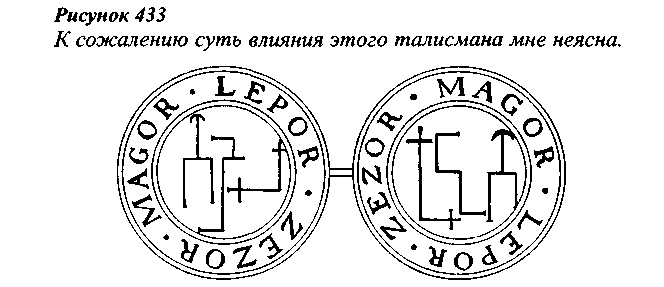 Рисунок 433
К сожалению суть влияния этого талисмана мне неясна.
MAGOR · LEPOR · ZEZOR ·
ZEZOR · MAGOR · LEPOR ·